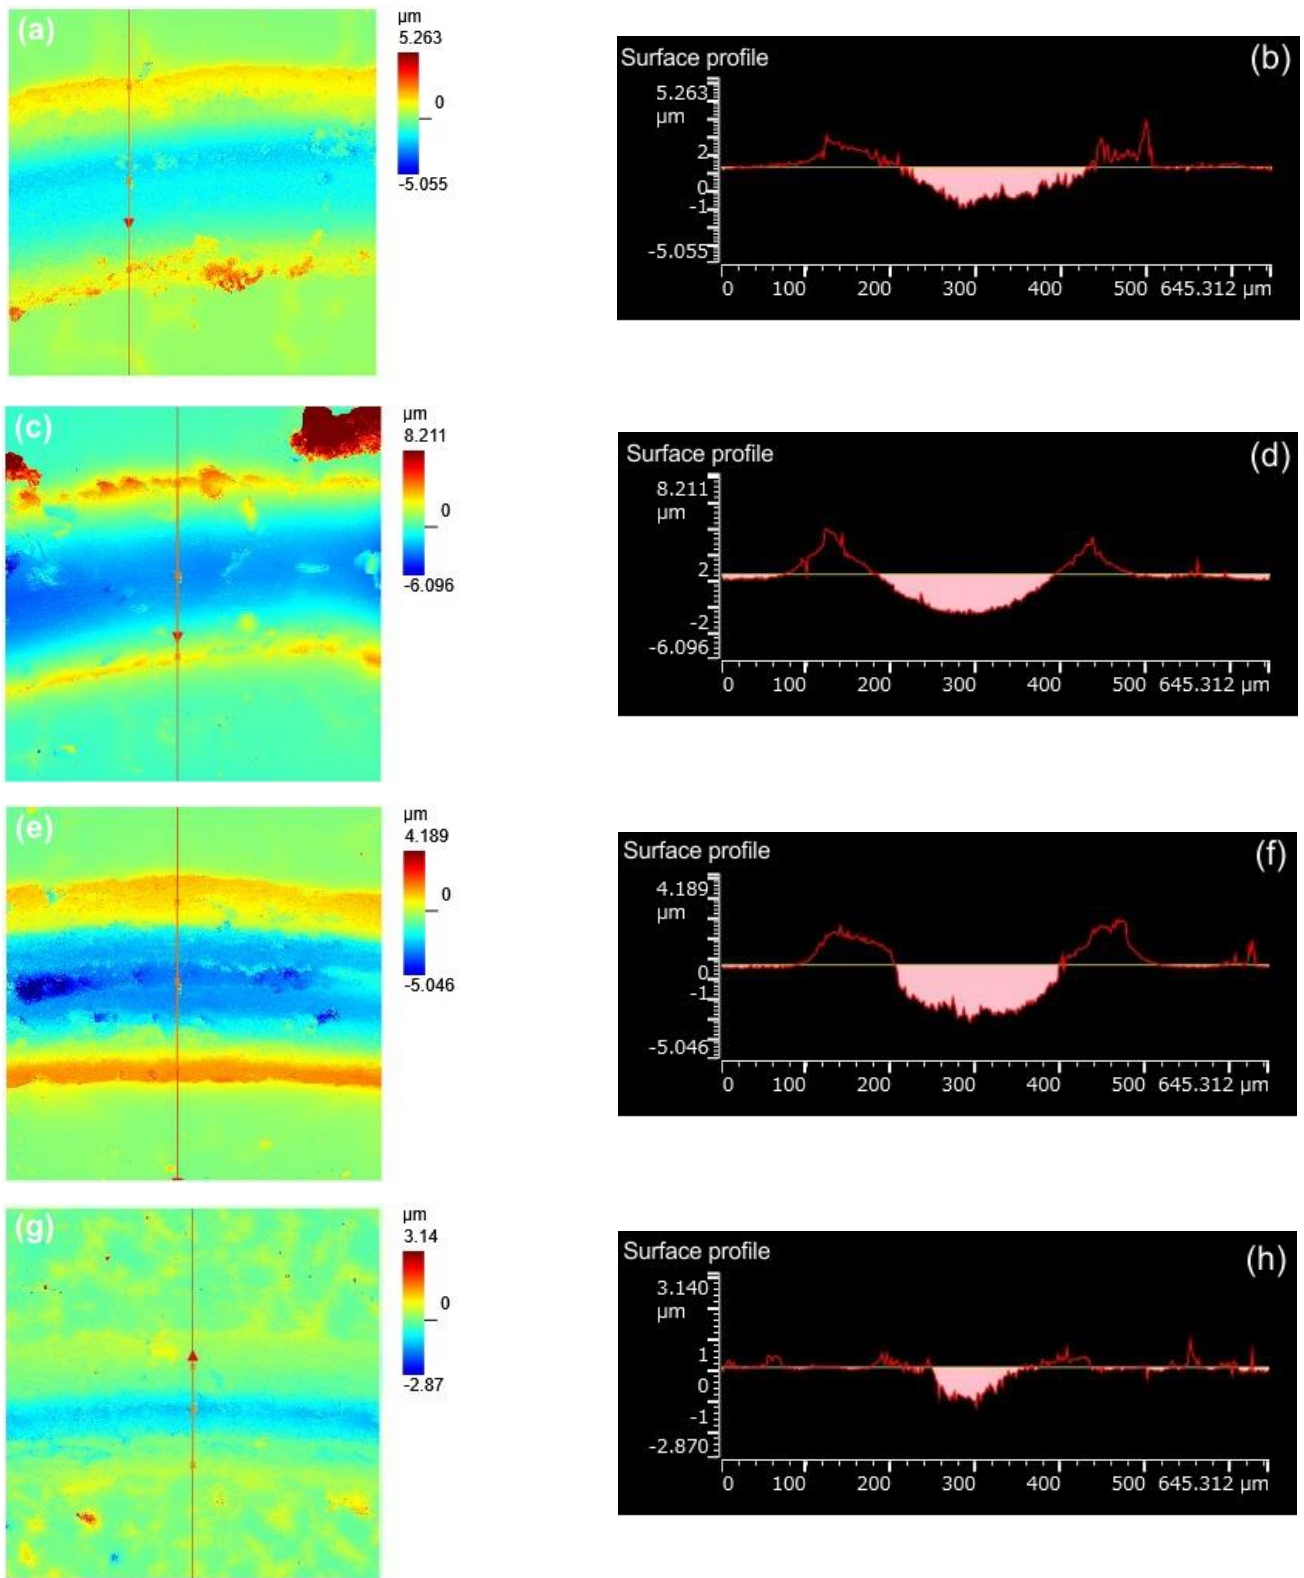 (a)
µm
5.263
0
-5.055
Surface profile
(b)
5.263
µm
2
0
-1
-5.055
0 100 200 300 400 500 645.312 µm
(c)
µm
8.211
0
-6.096
Surface profile
(d)
8.211
µm
2
-2
-6.096
0 100 200 300 400 500 645.312 µm
(e)
µm
4.189
0
-5.046
Surface profile
(f)
4.189
µm
0
-1
-5.046
0 100 200 300 400 500 645.312 µm
(g)
µm
3.14
0
-2.87
Surface profile
(h)
3.140
µm
1
0
-1
-2.870
0 100 200 300 400 500 645.312 µm